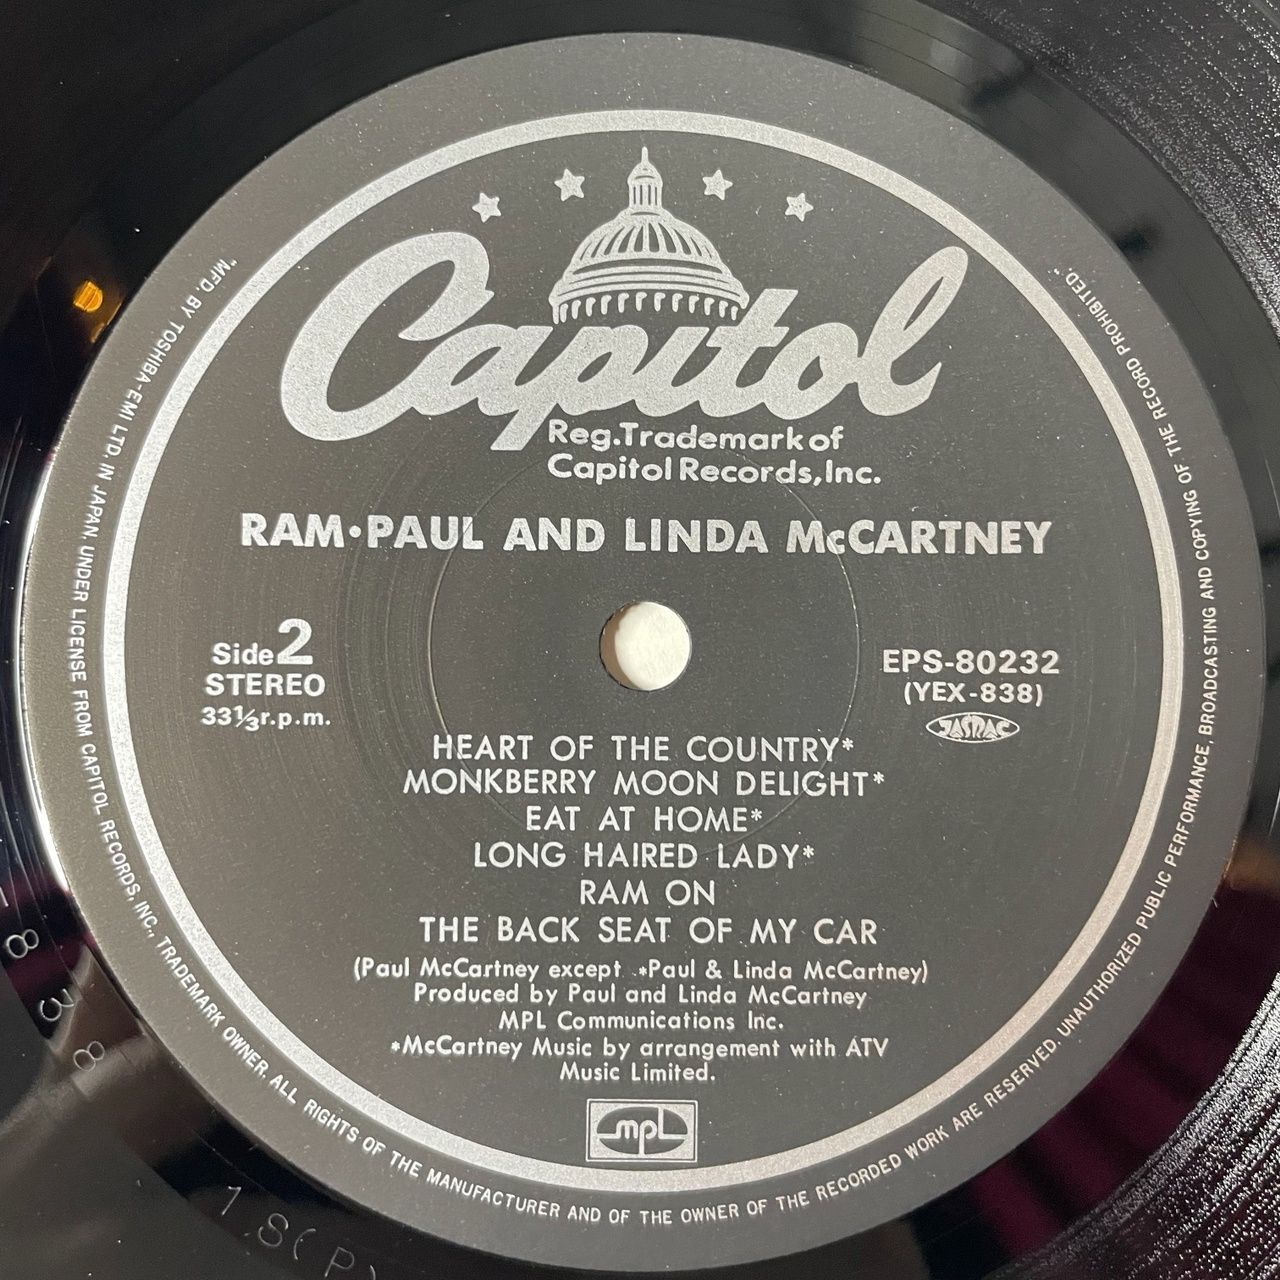 Capitol
Reg.Trademark of
Capitol Records,Inc.
RAM•PAUL AND LINDA McCARTNEY
Side 2
STEREO
33⅓r.p.m.
EPS-80232
(YEX-838)
JASRAC
HEART OF THE COUNTRY*
MONKBERRY MOON DELIGHT*
EAT AT HOME*
LONG HAIRED LADY*
RAM ON
THE BACK SEAT OF MY CAR
(Paul McCartney except *Paul & Linda McCartney)
Produced by Paul and Linda McCartney
MPL Communications Inc.
*McCartney Music by arrangement with ATV
Music Limited.
mpl
"MFD. BY TOSHIBA-EMI LTD. IN JAPAN, UNDER LICENSE FROM CAPITOL RECORDS, INC., TRADEMARK OWNER. ALL RIGHTS OF THE MANUFACTURER AND OF THE OWNER OF THE RECORDED WORK ARE RESERVED. UNAUTHORIZED PUBLIC PERFORMANCE, BROADCASTING AND COPYING OF THE RECORD PROHIBITED."
838
1S(P)